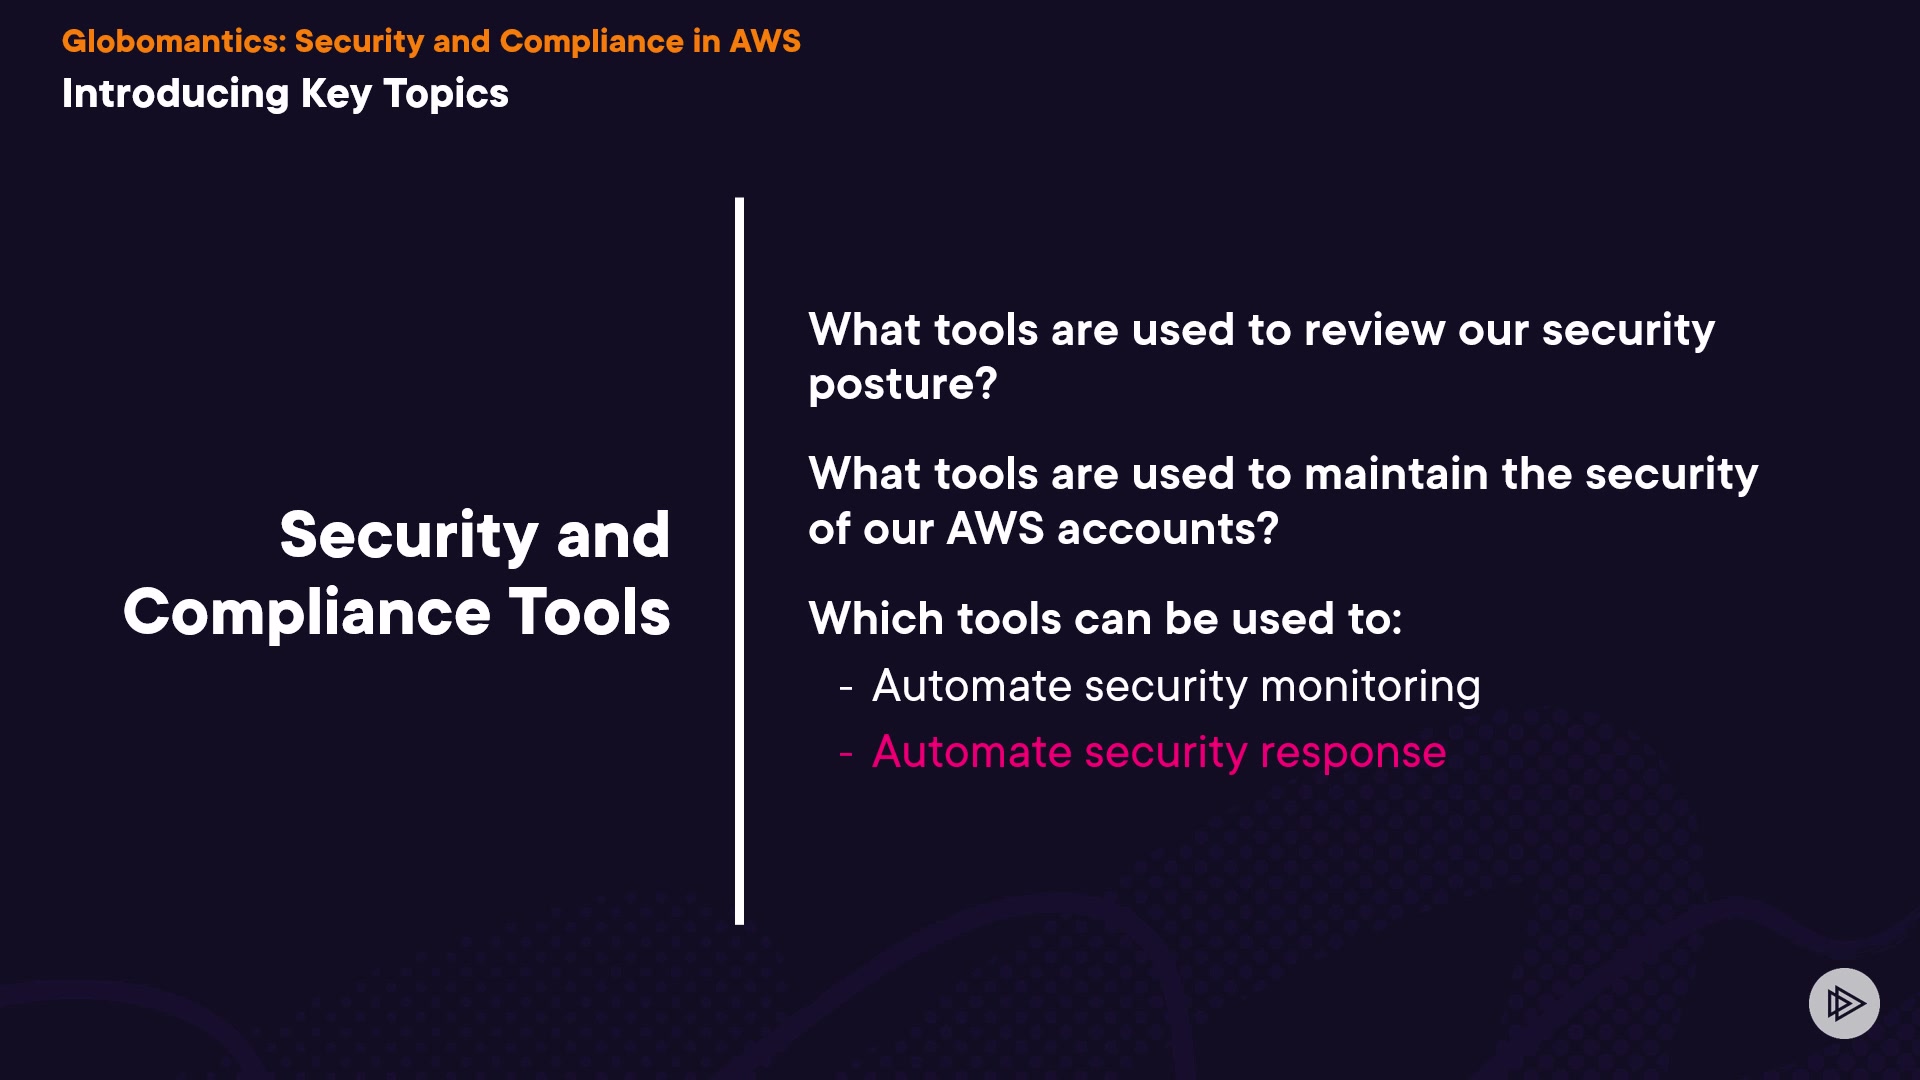 Globomantics: Security and Compliance in AWS
Introducing Key Topics
Security and
Compliance Tools
What tools are used to review our security
posture?
What tools are used to maintain the security
of our AWS accounts?
Which tools can be used to:
- Automate security monitoring
- Automate security response